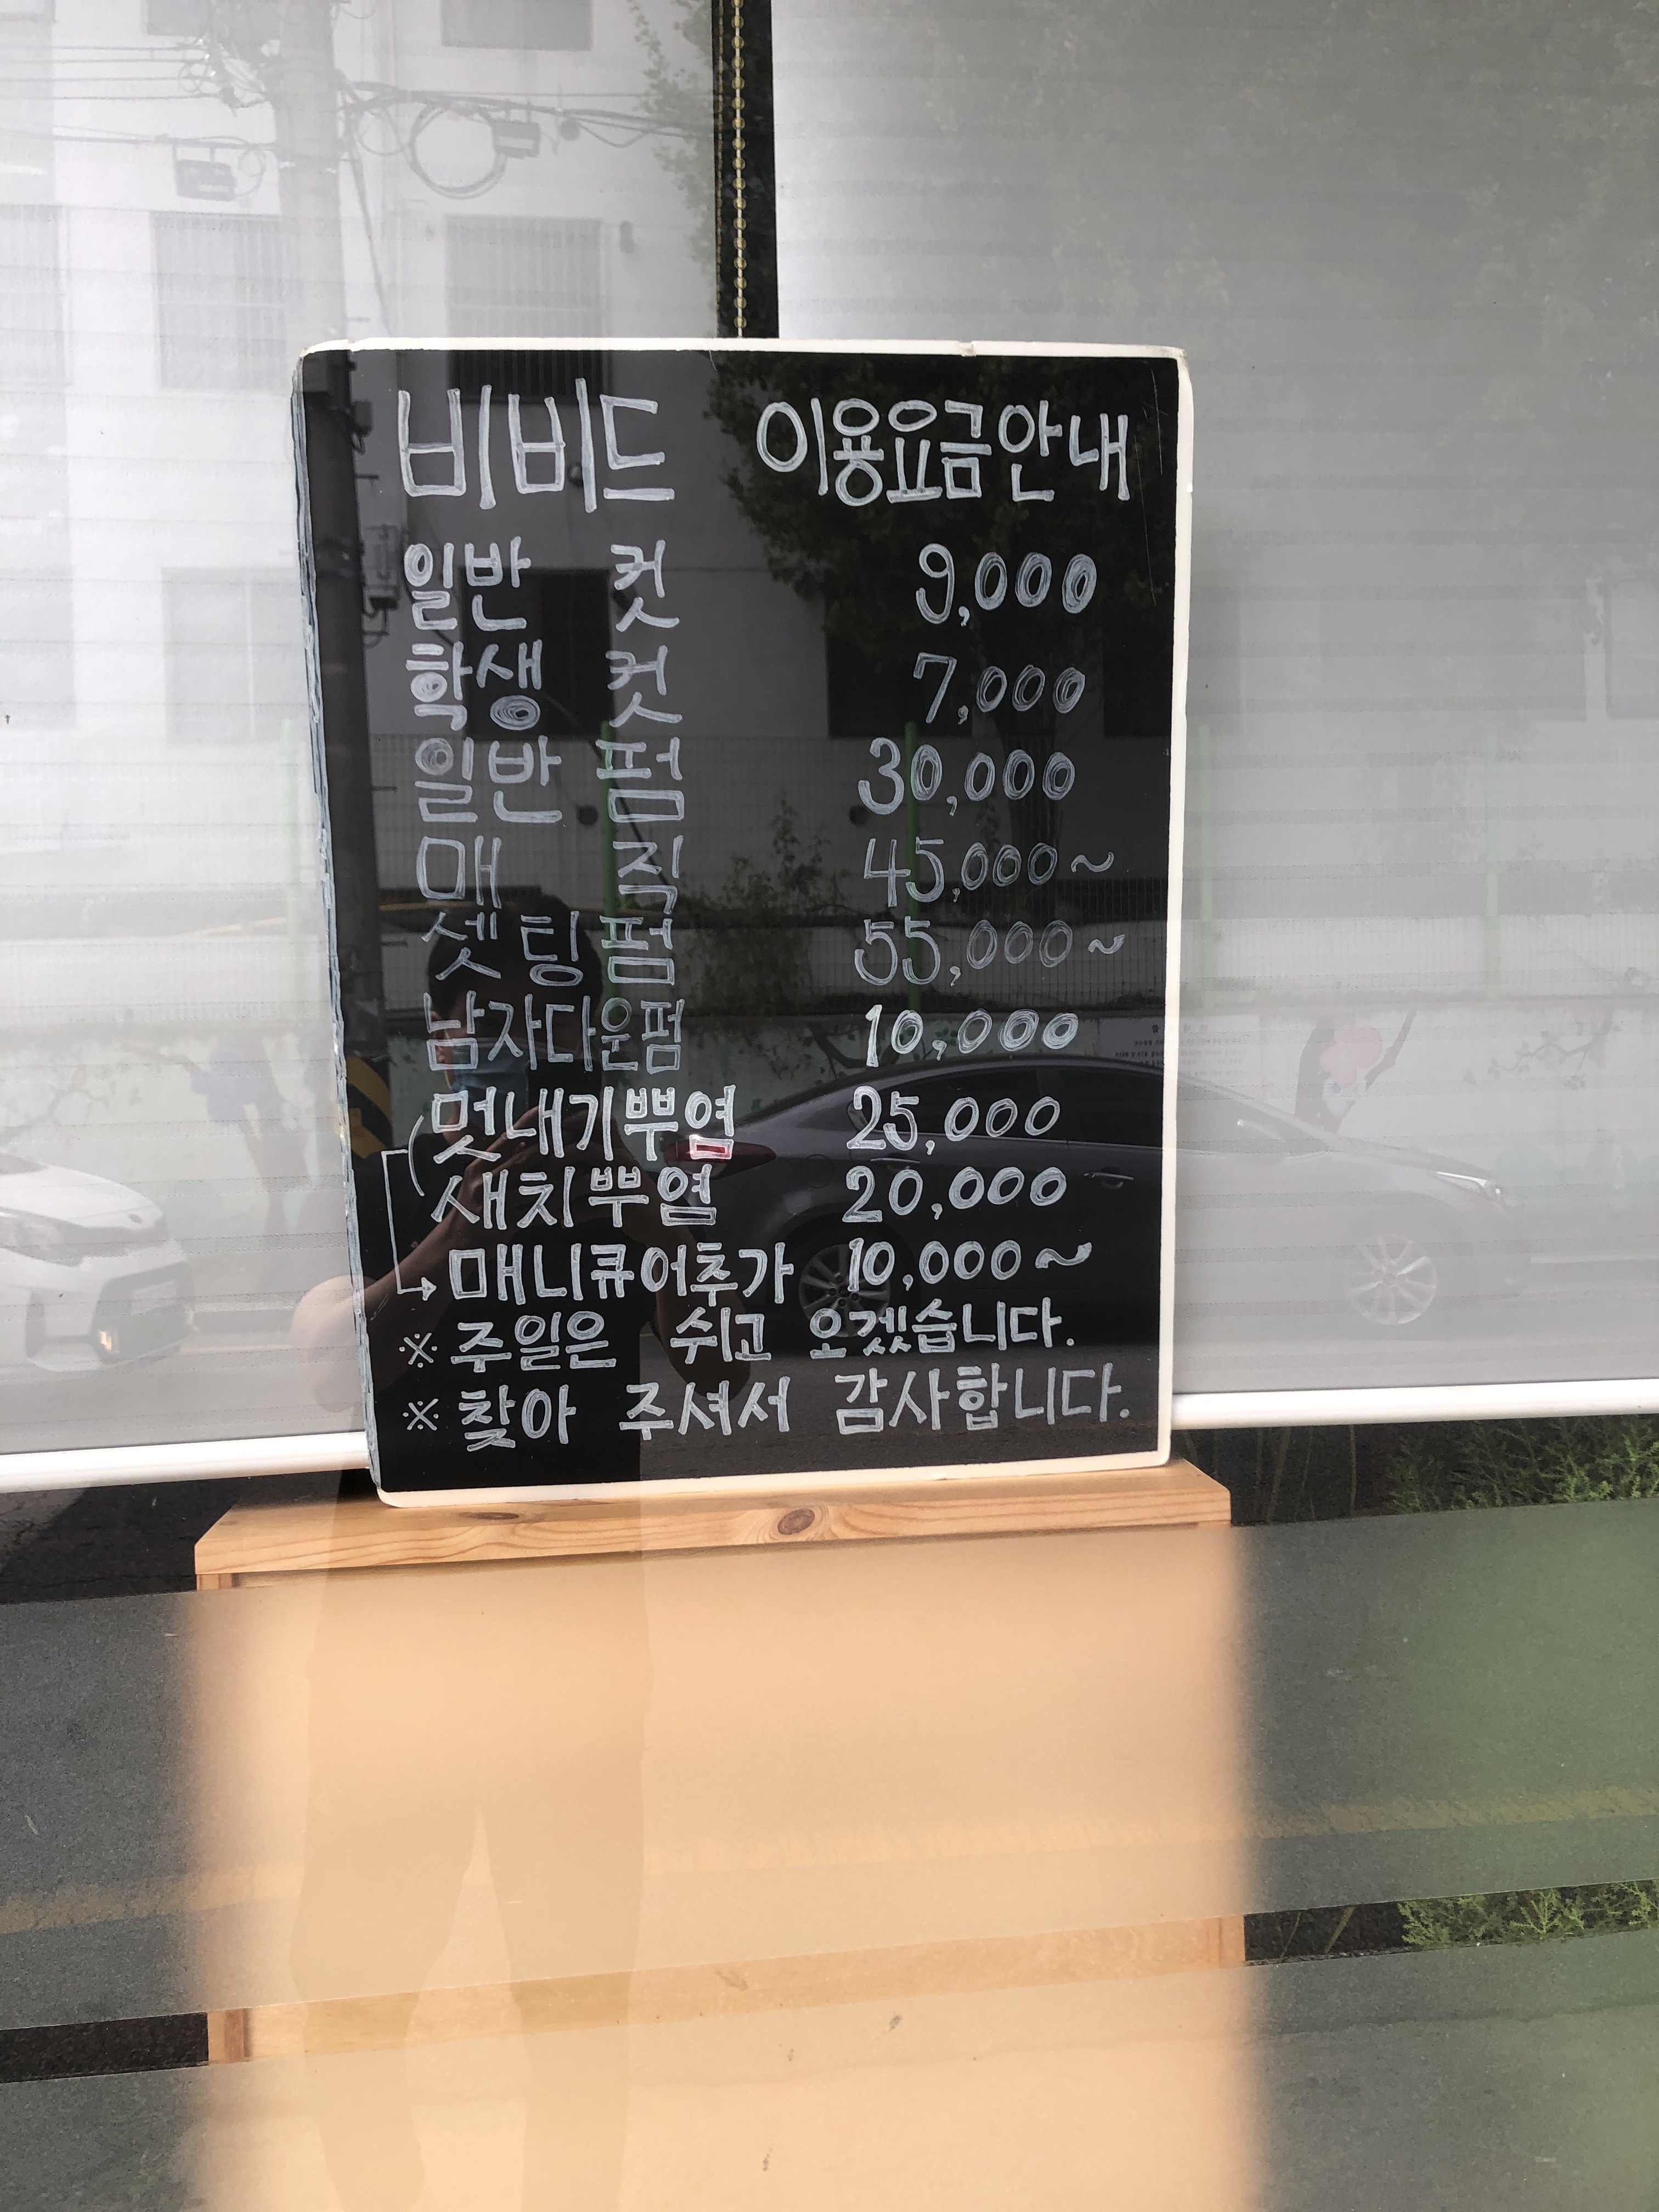 비비드 이용요금안내
일반 컷 9,000
학생 컷 7,000
일반 펌 30,000
매 직 45,000~
셋팅펌 55,000~
남자다운펌 10,000
멋내기뿌염 25,000
새치뿌염 20,000
→ 매니큐어추가 10,000~
※ 주일은 쉬고 오겠습니다.
※ 찾아 주셔서 감사합니다.